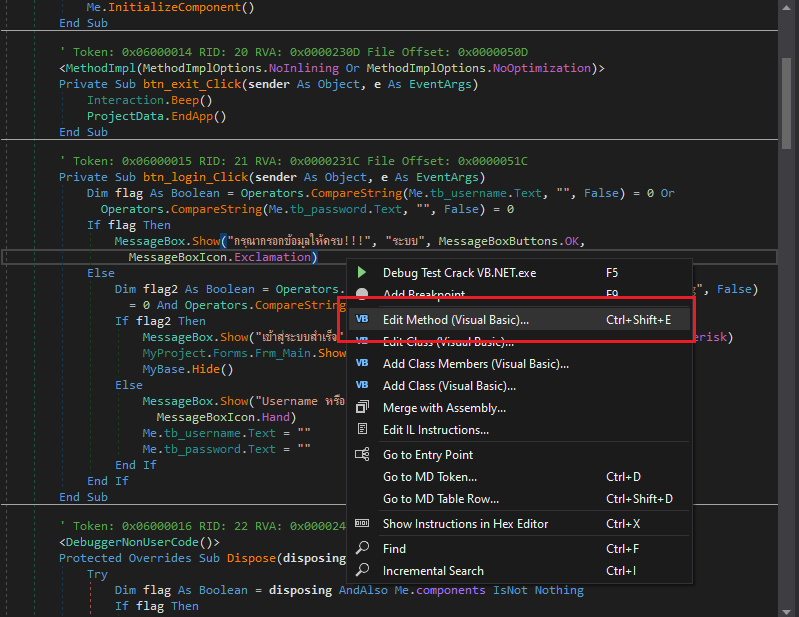 Me.InitializeComponent()
End Sub
' Token: 0x06000014 RID: 20 RVA: 0x0000230D File Offset: 0x0000050D
<MethodImpl(MethodImplOptions.NoInlining Or MethodImplOptions.NoOptimization)>
Private Sub btn_exit_Click(sender As Object, e As EventArgs)
Interaction.Beep()
ProjectData.EndApp()
End Sub
' Token: 0x06000015 RID: 21 RVA: 0x0000231C File Offset: 0x0000051C
Private Sub btn_login_Click(sender As Object, e As EventArgs)
Dim flag As Boolean = Operators.CompareString(Me.tb_username.Text, "", False) = 0 Or
Operators.CompareString(Me.tb_password.Text, "", False) = 0
If flag Then
MessageBox.Show("กรุณากรอกข้อมูลให้ครบ!!!", "ระบบ", MessageBoxButtons.OK,
MessageBoxIcon.Exclamation)
Else
Dim flag2 As Boolean = Operators. ", False)
= 0 And Operators.CompareString
If flag2 Then
MessageBox.Show("เข้าสู่ระบบสำเร็จ" erisk)
MyProject.Forms.Frm_Main.Show
MyBase.Hide()
Else
MessageBox.Show("Username หรือ
MessageBoxIcon.Hand)
Me.tb_username.Text = ""
Me.tb_password.Text = ""
End If
End If
End Sub
' Token: 0x06000016 RID: 22 RVA: 0x000024
<DebuggerNonUserCode()>
Protected Overrides Sub Dispose(disposing
Try
Dim flag As Boolean = disposing AndAlso Me.components IsNot Nothing
If flag Then
Debug Test Crack VB.NET.exe F5
Add Breakpoint F9
Edit Method (Visual Basic)... Ctrl+Shift+E
Edit Class (Visual Basic)...
Add Class Members (Visual Basic)...
Add Class (Visual Basic)...
Merge with Assembly...
Edit IL Instructions...
Go to Entry Point
Go to MD Token... Ctrl+D
Go to MD Table Row... Ctrl+Shift+D
Show Instructions in Hex Editor Ctrl+X
Find Ctrl+F
Incremental Search Ctrl+I